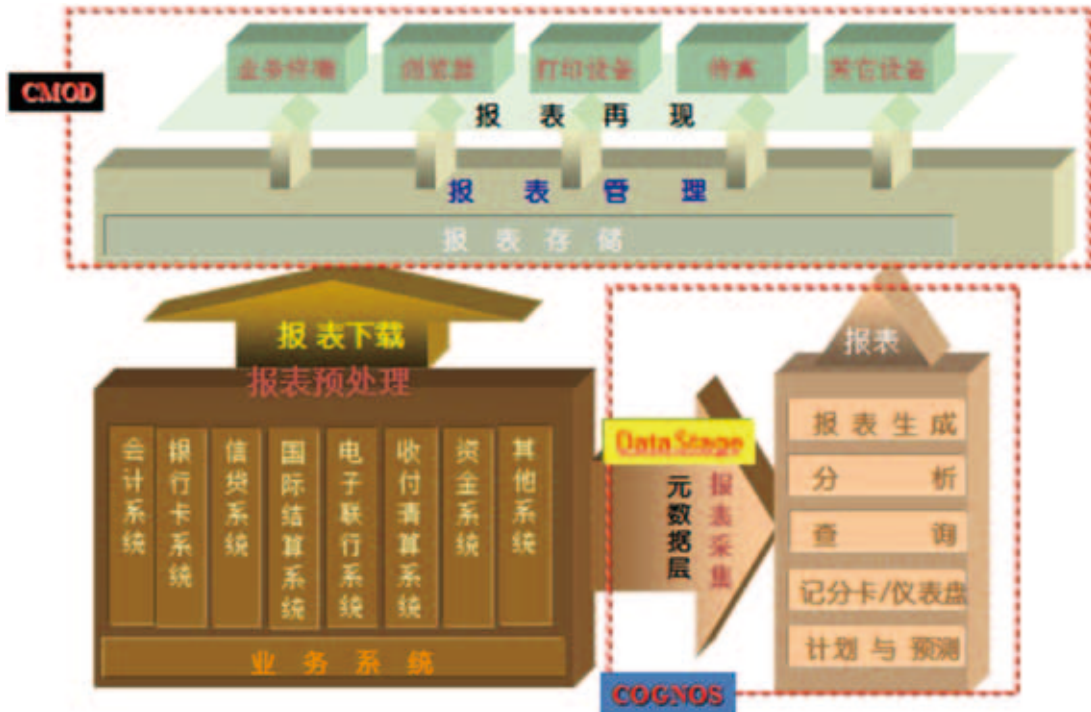 业务终端
浏览器
打印设备
传真
其它设备
CMOD
报表再现
报表管理
报表存储
报表下载
报表
报表预处理
会计系统
银行卡系统
信贷系统
国际结算系统
电子联行系统
收付清算系统
资金系统
其他系统
业务系统
Data Stage
元数据层
报表采集
报表生成
分析
查询
记分卡/仪表盘
计划与预测
COGNOS